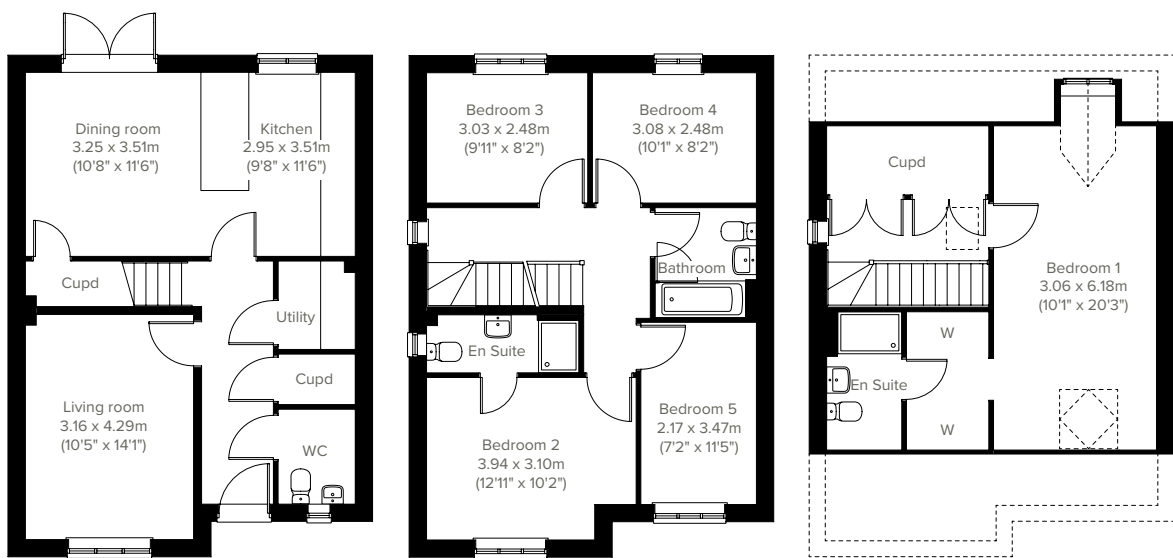 Dining room
3.25 x 3.51m
(10'8" x 11'6")
Kitchen
2.95 x 3.51m
(9'8" x 11'6")
Cupd
Utility
Cupd
Living room
3.16 x 4.29m
(10'5" x 14'1")
WC
Bedroom 3
3.03 x 2.48m
(9'11" x 8'2")
Bedroom 4
3.08 x 2.48m
(10'1" x 8'2")
Bathroom
En Suite
Bedroom 2
3.94 x 3.10m
(12'11" x 10'2")
Bedroom 5
2.17 x 3.47m
(7'2" x 11'5")
Cupd
Bedroom 1
3.06 x 6.18m
(10'1" x 20'3")
W
En Suite
W